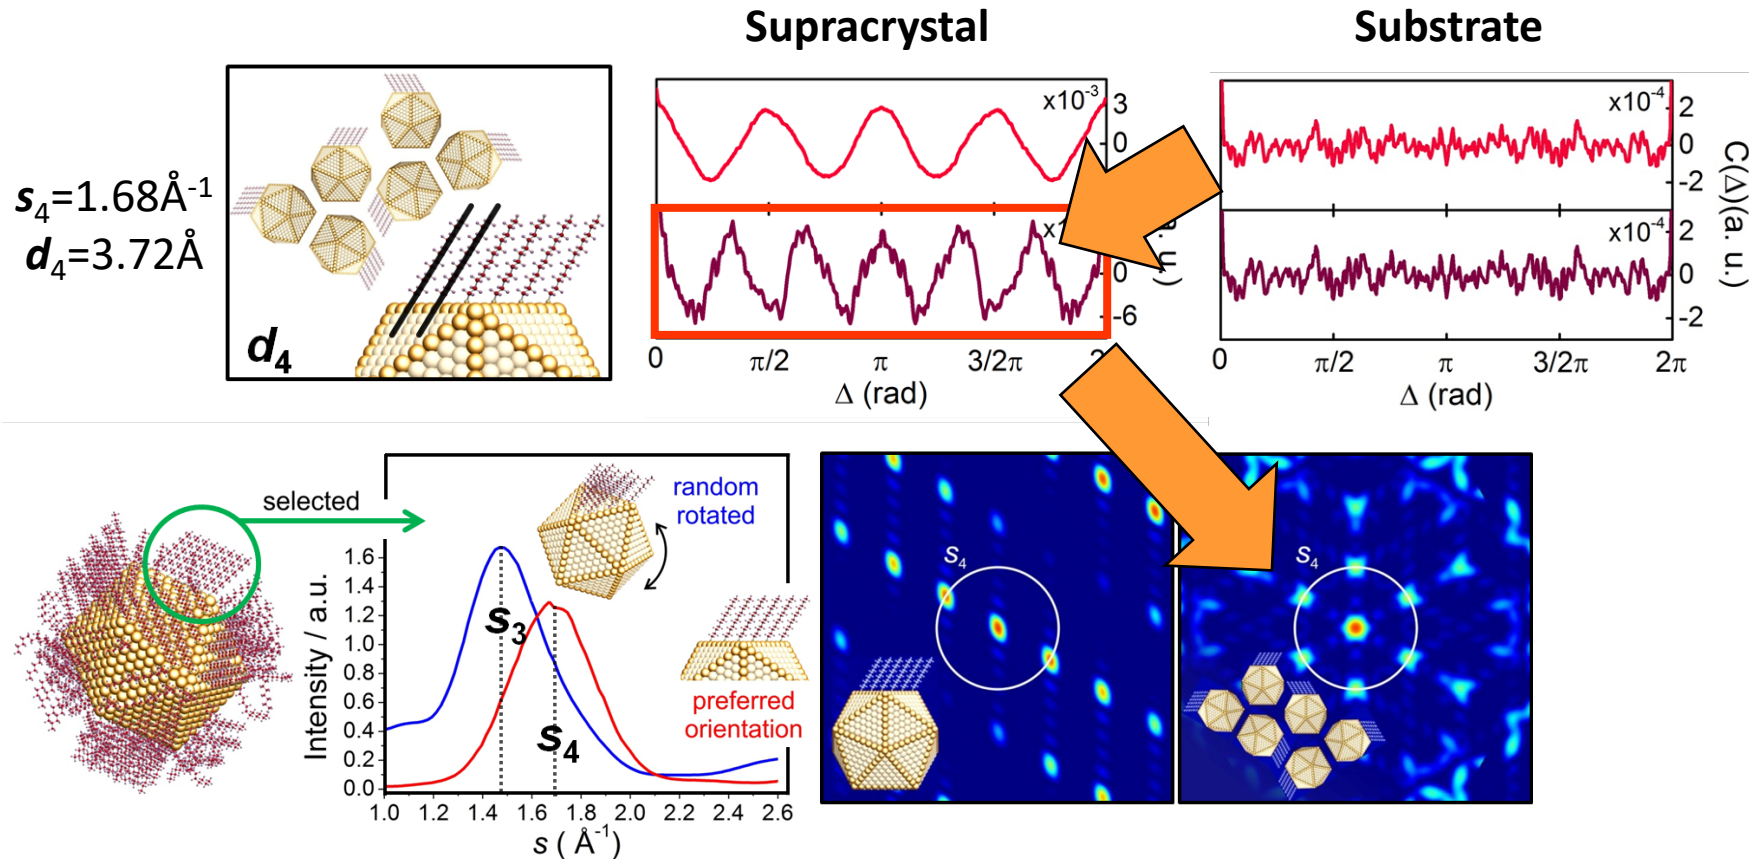 Supracrystal
Substrate
s₄=1.68Å⁻¹
d₄=3.72Å
d₄
x10⁻³
3
0
0
-6
0
π/2
π
3/2π
Δ (rad)
x10⁻⁴
2
0
-2
x10⁻⁴
2
0
-2
C(Δ)(a. u.)
0
π/2
π
3/2π
2π
Δ (rad)
selected
random
rotated
preferred
orientation
s₃
s₄
Intensity / a.u.
1.6
1.4
1.2
1.0
0.8
0.6
0.4
0.2
0.0
1.0 1.2 1.4 1.6 1.8 2.0 2.2 2.4 2.6
s ( Å⁻¹)
s₄
s₄